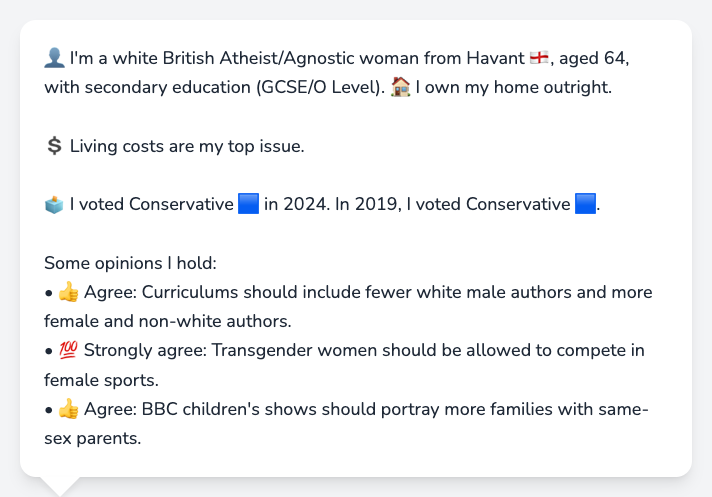 👤 I'm a white British Atheist/Agnostic woman from Havant 🏴󠁧󠁢󠁥󠁮󠁧󠁿, aged 64,
with secondary education (GCSE/O Level). 🏠 I own my home outright.
💲 Living costs are my top issue.
🗳️ I voted Conservative 🟦 in 2024. In 2019, I voted Conservative 🟦.
Some opinions I hold:
• 👍 Agree: Curriculums should include fewer white male authors and more
female and non-white authors.
• 💯 Strongly agree: Transgender women should be allowed to compete in
female sports.
• 👍 Agree: BBC children's shows should portray more families with same-
sex parents.